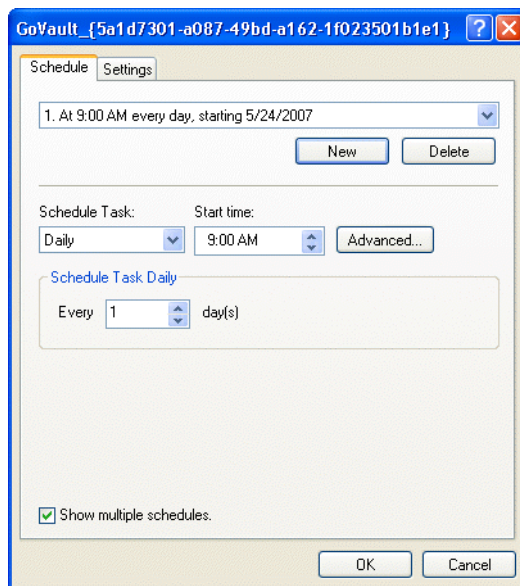 GoVault_{5a1d7301-a087-49bd-a162-1f023501b1e1}
Schedule Settings
1. At 9:00 AM every day, starting 5/24/2007
New Delete
Schedule Task: Start time:
Daily 9:00 AM Advanced...
Schedule Task Daily
Every 1 day(s)
Show multiple schedules.
OK Cancel